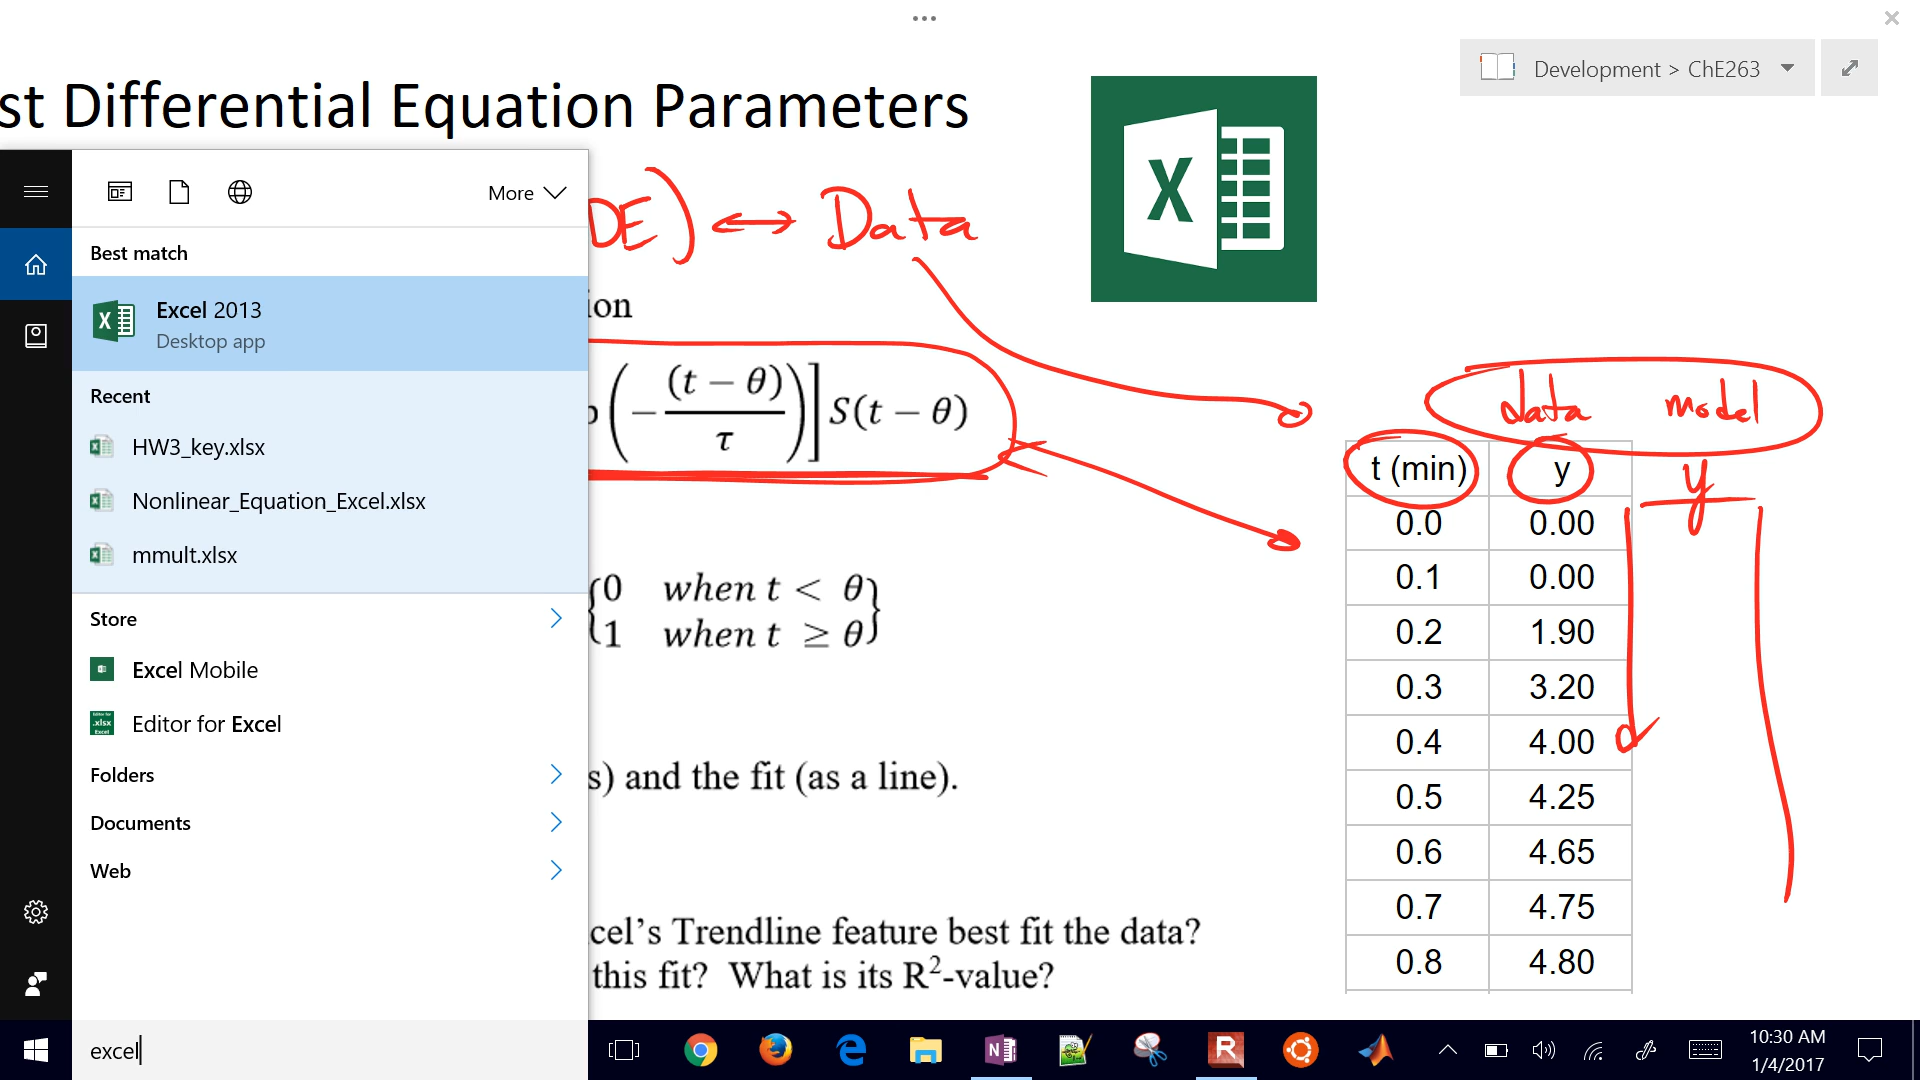 Development > ChE263
st Differential Equation Parameters
More
DE) ↔ Data
X
Best match
Excel 2013
Desktop app
ion
(-(t − θ)/τ)] S(t − θ)
Recent
HW3_key.xlsx
Nonlinear_Equation_Excel.xlsx
mmult.xlsx
{0 when t < θ}
{1 when t ≥ θ}
Store
Excel Mobile
Editor for Excel
Folders
s) and the fit (as a line).
Documents
Web
cel's Trendline feature best fit the data?
this fit? What is its R²-value?
data model
t (min) y y
0.0 0.00
0.1 0.00
0.2 1.90
0.3 3.20
0.4 4.00
0.5 4.25
0.6 4.65
0.7 4.75
0.8 4.80
excel
10:30 AM
1/4/2017